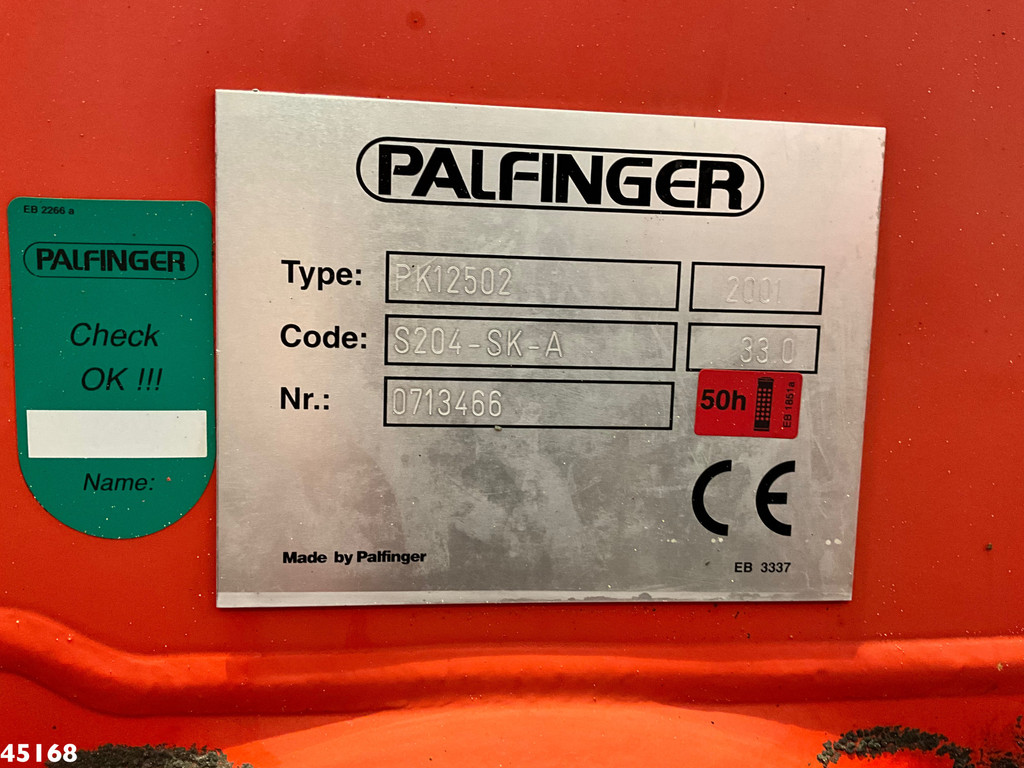 EB 2266 a
PALFINGER
Check
OK !!!
Name:
PALFINGER
Type: PK12502 2001
Code: S204-SK-A 33.0
Nr.: 0713466
50h EB 1851a
CE
Made by Palfinger
EB 3337
45168